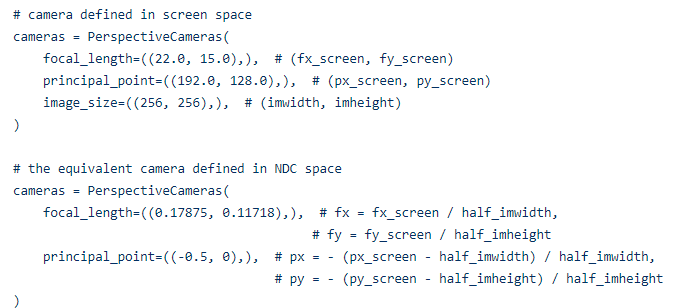 # camera defined in screen space
cameras = PerspectiveCameras(
    focal_length=((22.0, 15.0),),  # (fx_screen, fy_screen)
    principal_point=((192.0, 128.0),),  # (px_screen, py_screen)
    image_size=((256, 256),),  # (imwidth, imheight)
)

# the equivalent camera defined in NDC space
cameras = PerspectiveCameras(
    focal_length=((0.17875, 0.11718),),  # fx = fx_screen / half_imwidth,
                                        # fy = fy_screen / half_imheight
    principal_point=((-0.5, 0),),  # px = - (px_screen - half_imwidth) / half_imwidth,
                                   # py = - (py_screen - half_imheight) / half_imheight
)